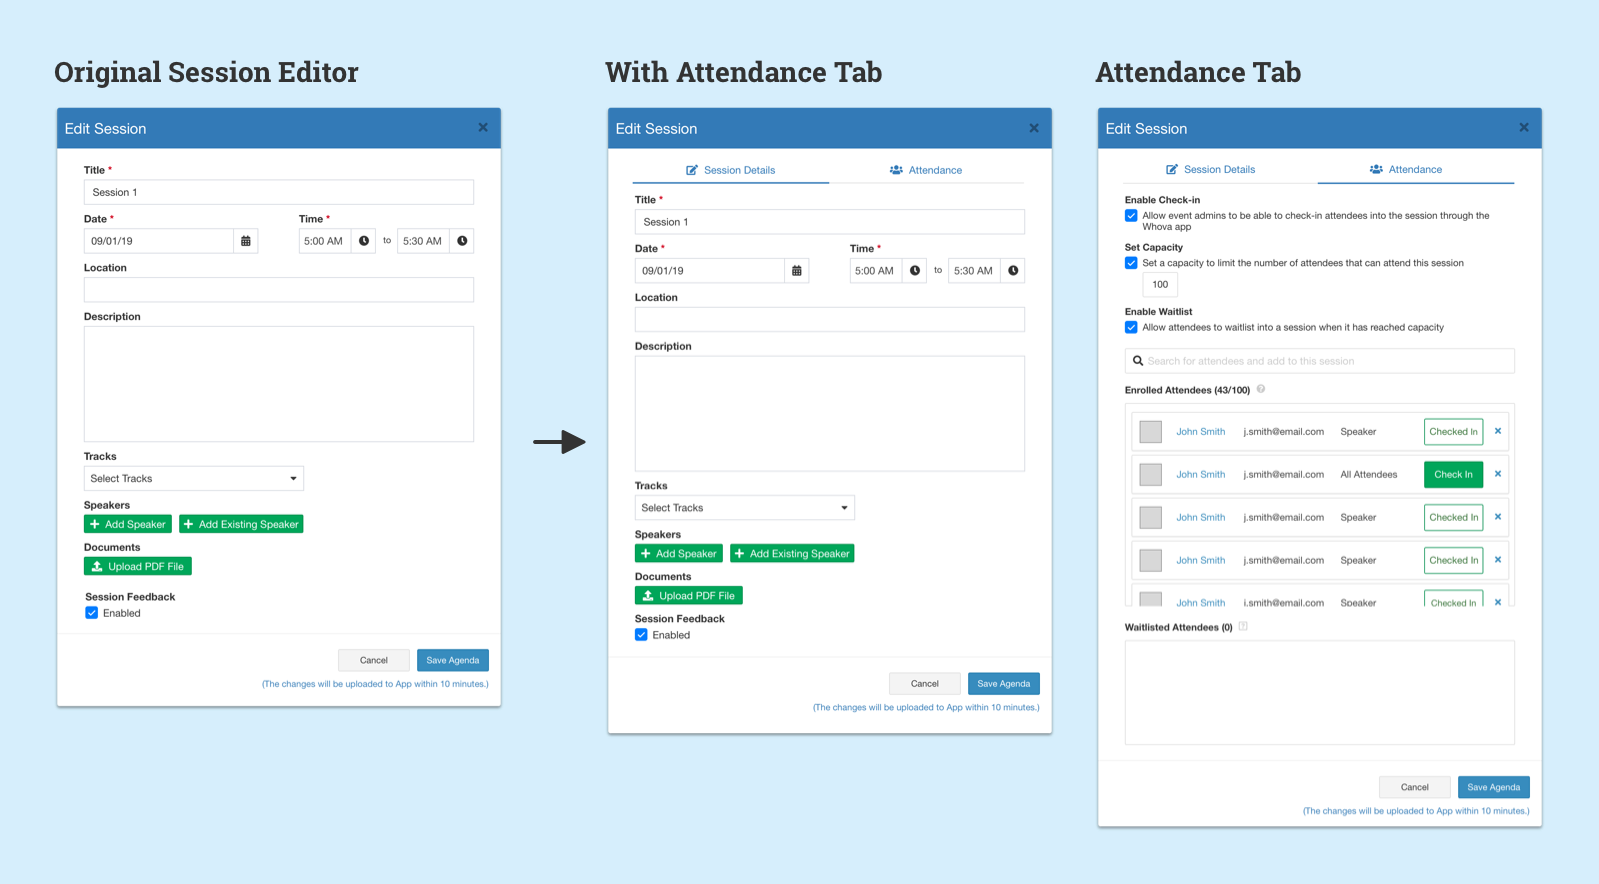 Original Session Editor
Edit Session
Title *
Session 1
Date *
Time *
09/01/19
5:00 AM to 5:30 AM
Location
Description
Tracks
Select Tracks
Speakers
Add Speaker
Add Existing Speaker
Documents
Upload PDF File
Session Feedback
Enabled
Cancel
Save Agenda
(The changes will be uploaded to App within 10 minutes.)
With Attendance Tab
Edit Session
Session Details
Attendance
Title *
Session 1
Date *
Time *
09/01/19
5:00 AM to 5:30 AM
Location
Description
Tracks
Select Tracks
Speakers
Add Speaker
Add Existing Speaker
Documents
Upload PDF File
Session Feedback
Enabled
Cancel
Save Agenda
(The changes will be uploaded to App within 10 minutes.)
Attendance Tab
Edit Session
Session Details
Attendance
Enable Check-in
Allow event admins to be able to check-in attendees into the session through the
Whova app
Set Capacity
Set a capacity to limit the number of attendees that can attend this session
100
Enable Waitlist
Allow attendees to waitlist into a session when it has reached capacity
Search for attendees and add to this session
Enrolled Attendees (43/100)
John Smith j.smith@email.com Speaker Checked In
John Smith j.smith@email.com All Attendees Check In
John Smith j.smith@email.com Speaker Checked In
John Smith j.smith@email.com Speaker Checked In
John Smith j.smith@email.com Speaker Checked In
Waitlisted Attendees (0)
Cancel
Save Agenda
(The changes will be uploaded to App within 10 minutes.)